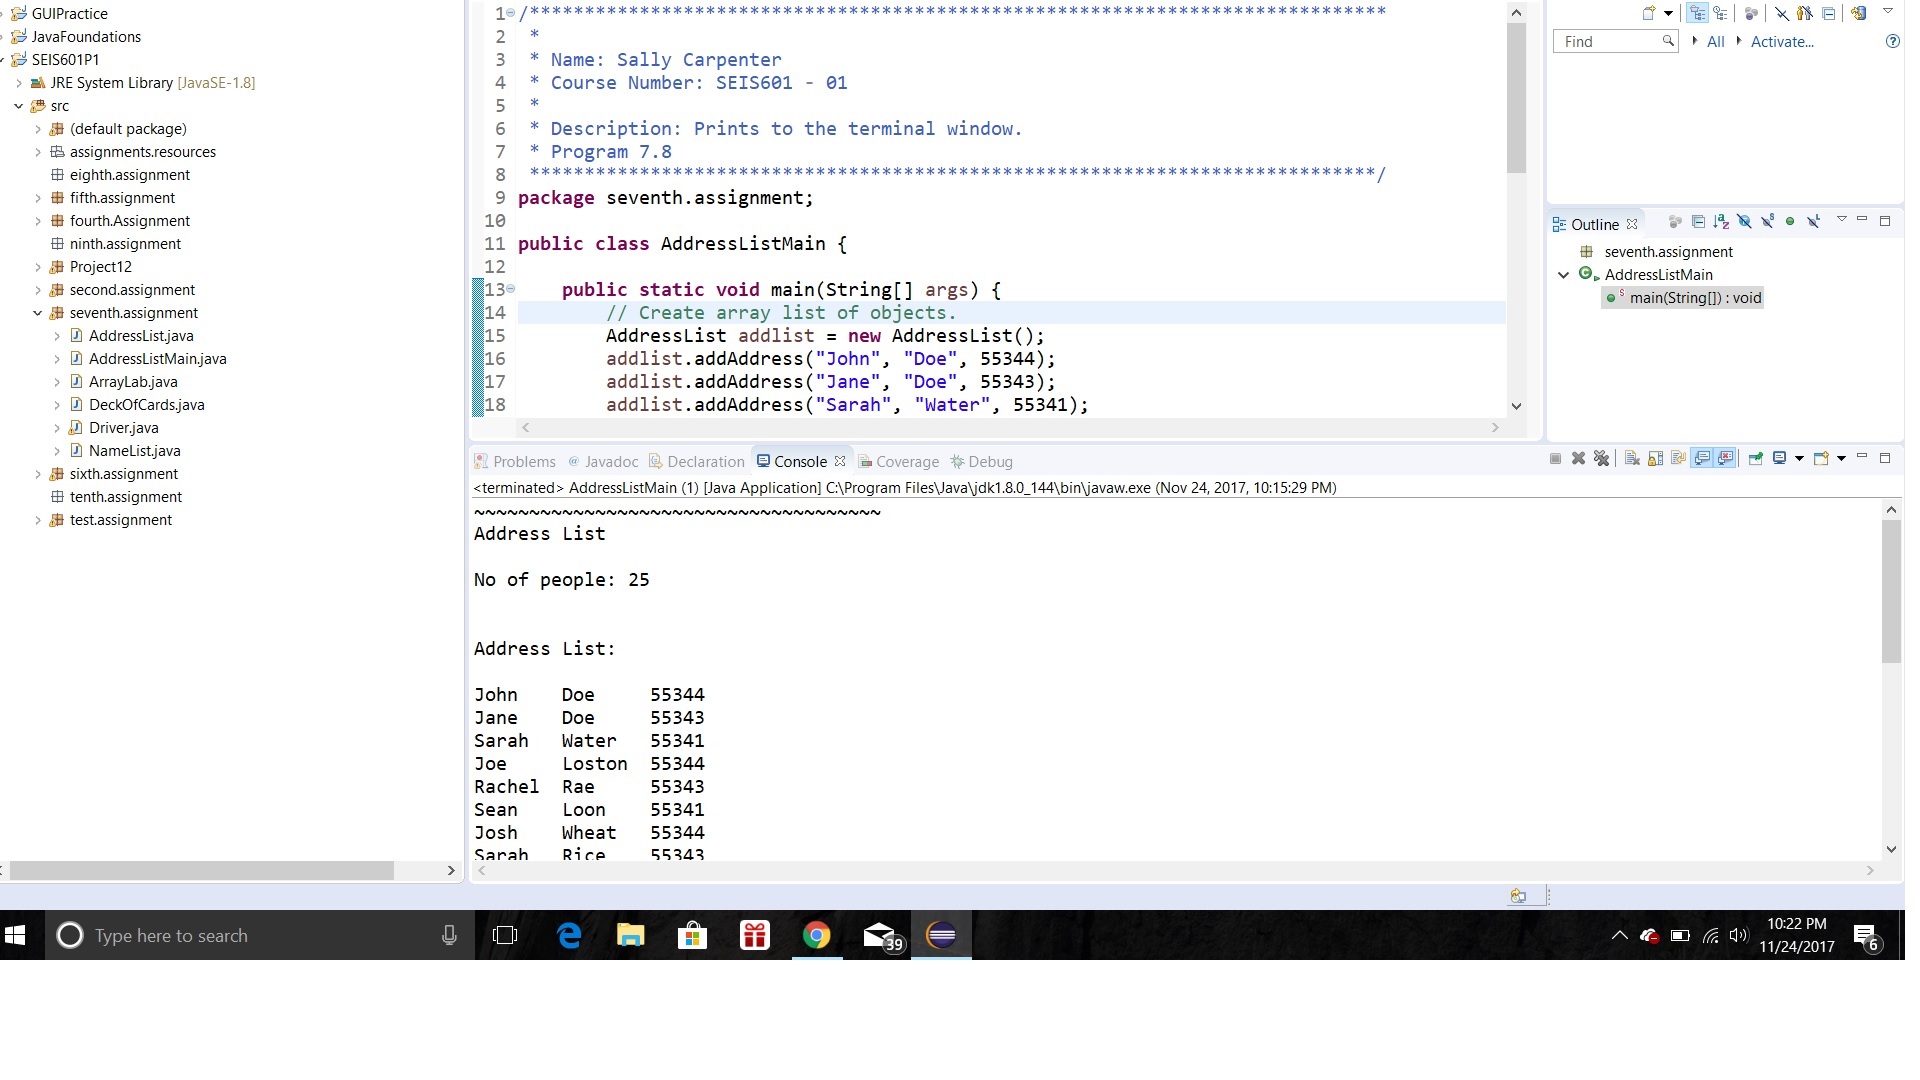 GUIPractice
JavaFoundations
SEIS601P1
JRE System Library [JavaSE-1.8]
src
(default package)
assignments.resources
eighth.assignment
fifth.assignment
fourth.Assignment
ninth.assignment
Project12
second.assignment
seventh.assignment
AddressList.java
AddressListMain.java
ArrayLab.java
DeckOfCards.java
Driver.java
NameList.java
sixth.assignment
tenth.assignment
test.assignment
1 /******************************************************************************
2 *
3 * Name: Sally Carpenter
4 * Course Number: SEIS601 - 01
5 *
6 * Description: Prints to the terminal window.
7 * Program 7.8
8 *****************************************************************************/
9 package seventh.assignment;
10
11 public class AddressListMain {
12
13 public static void main(String[] args) {
14 // Create array list of objects.
15 AddressList addlist = new AddressList();
16 addlist.addAddress("John", "Doe", 55344);
17 addlist.addAddress("Jane", "Doe", 55343);
18 addlist.addAddress("Sarah", "Water", 55341);
Find All Activate...
Outline
seventh.assignment
AddressListMain
main(String[]) : void
Problems @ Javadoc Declaration Console Coverage Debug
<terminated> AddressListMain (1) [Java Application] C:\Program Files\Java\jdk1.8.0_144\bin\javaw.exe (Nov 24, 2017, 10:15:29 PM)
~~~~~~~~~~~~~~~~~~~~~~~~~~~~~~~~~~~~~
Address List
No of people: 25
Address List:
John Doe 55344
Jane Doe 55343
Sarah Water 55341
Joe Loston 55344
Rachel Rae 55343
Sean Loon 55341
Josh Wheat 55344
Sarah Rice 55343
Type here to search
39
10:22 PM
11/24/2017
6